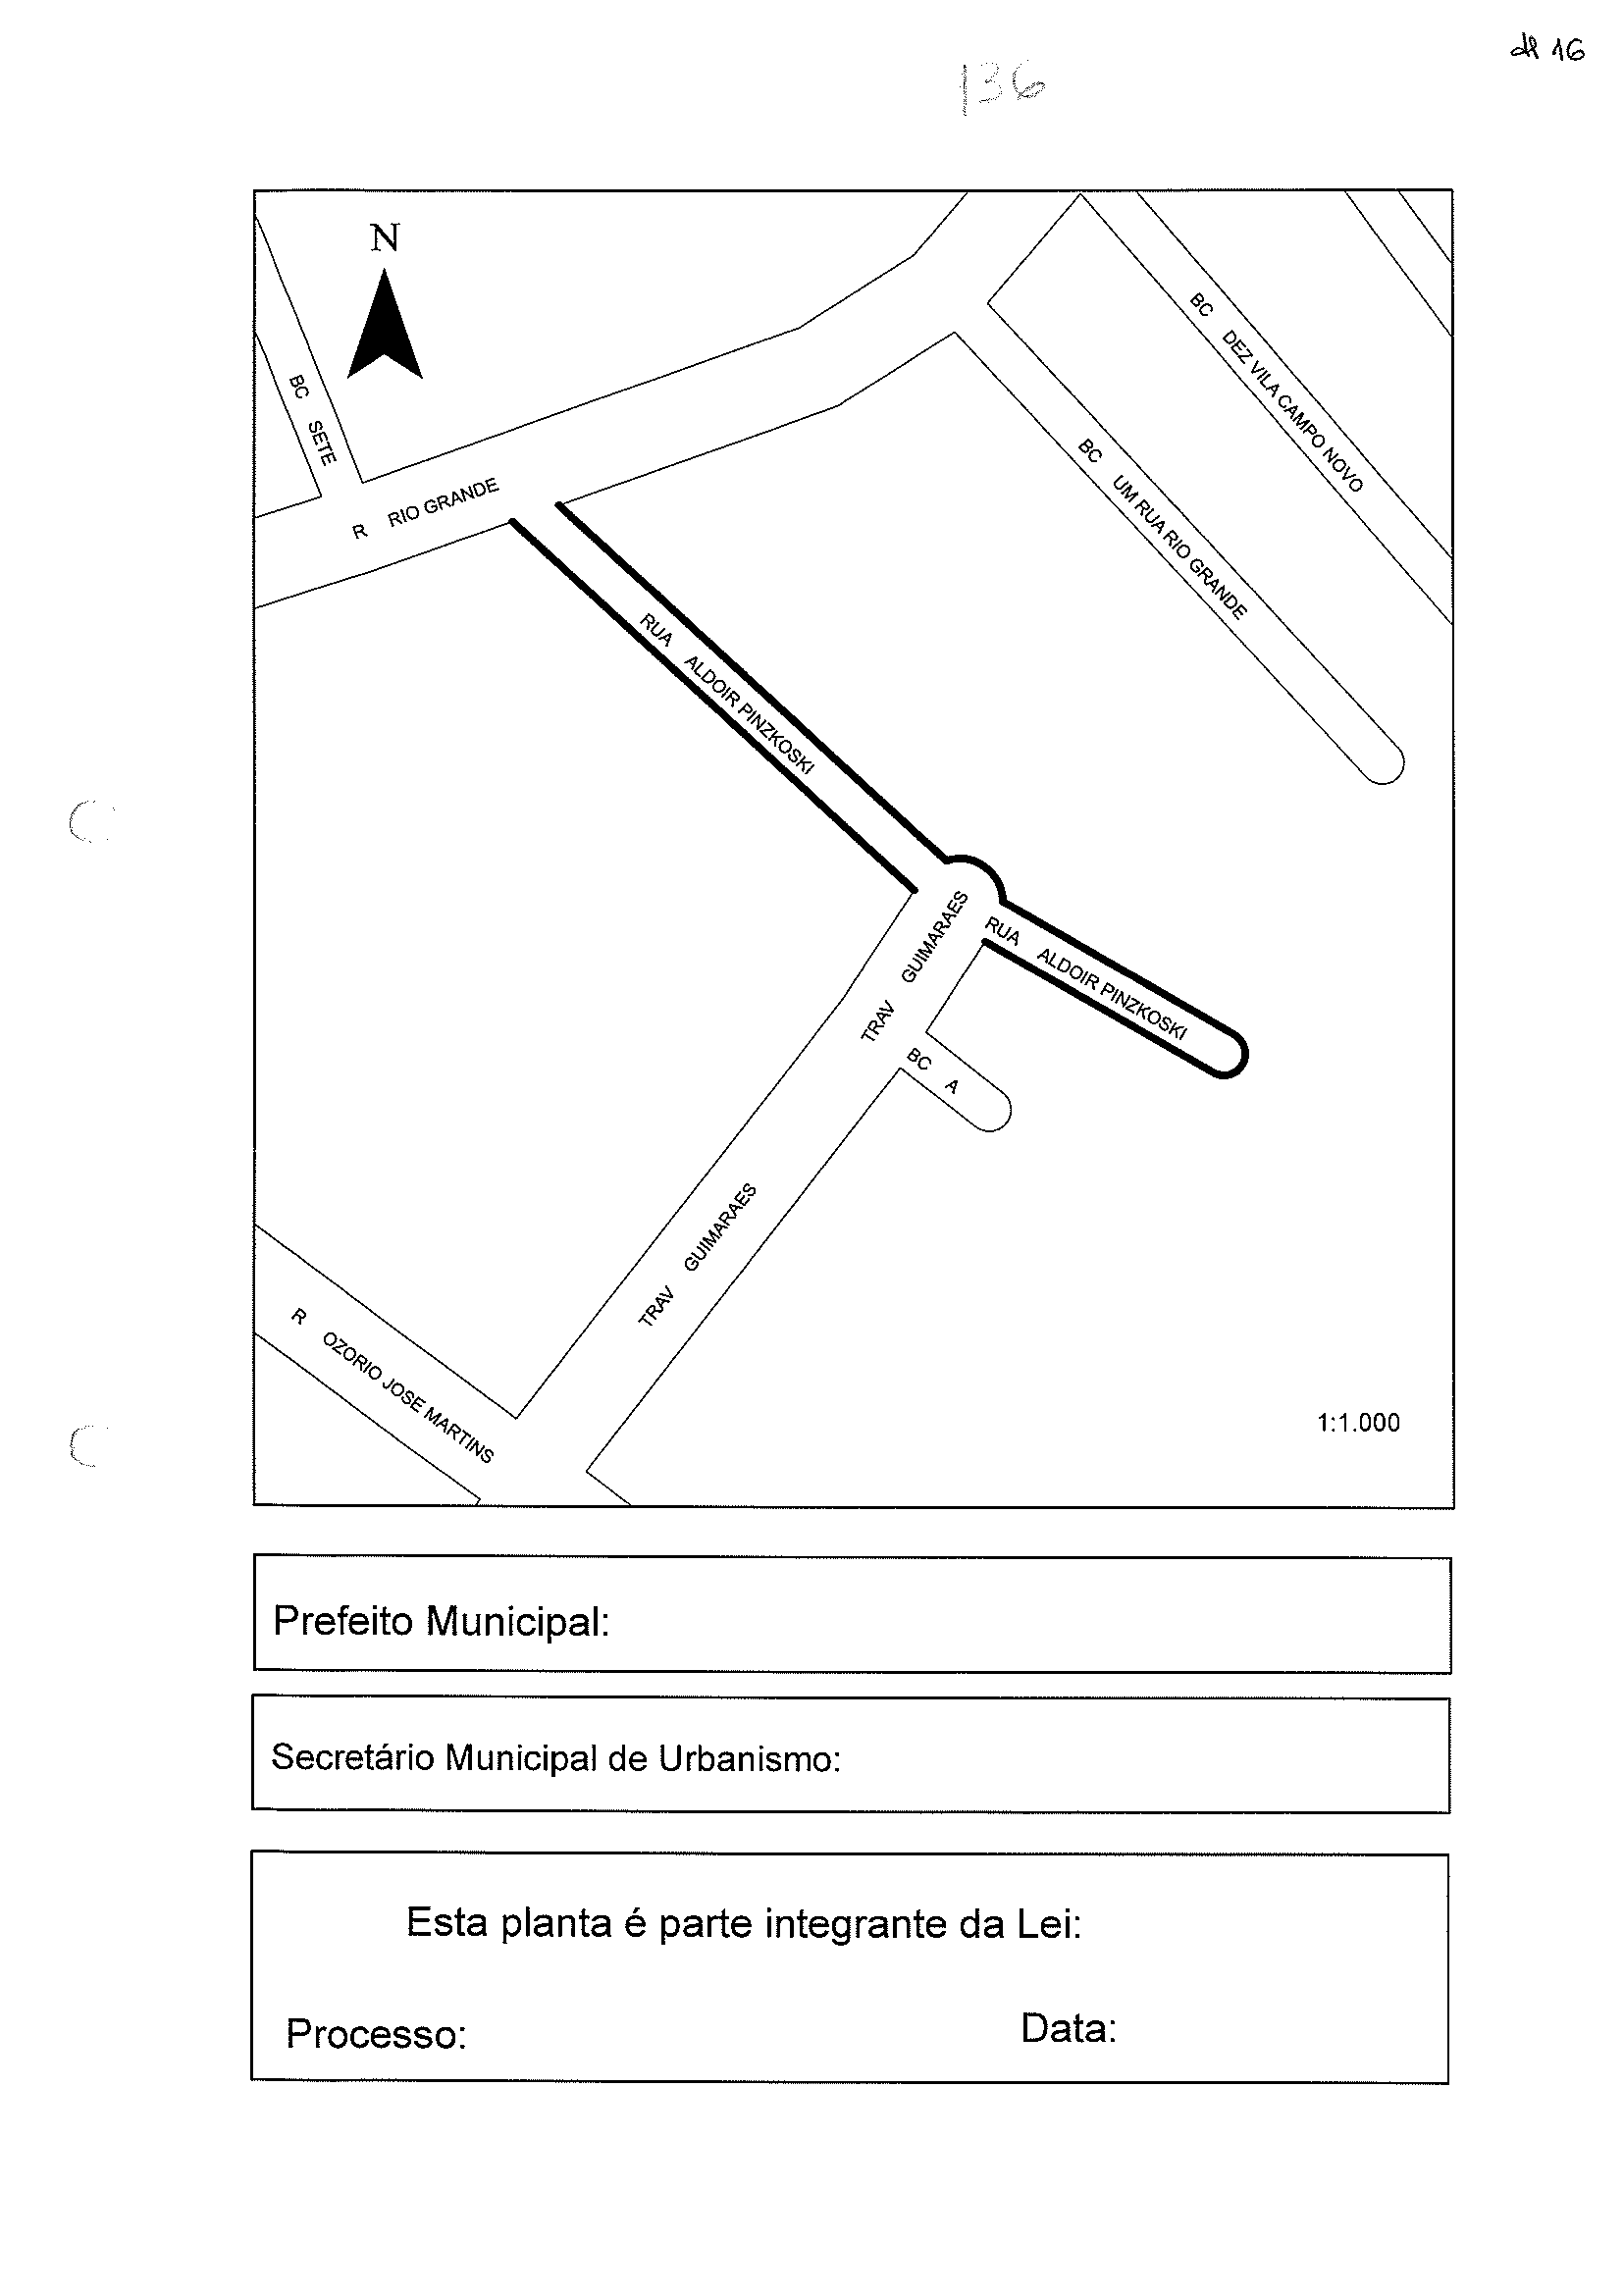 16
136
N
BC DEZ VILA CAMPO NOVO
BC SETE
BC UM RUA RIO GRANDE
R RIO GRANDE
RUA ALDOIR PINZKOSKI
TRAV GUIMARAES
RUA ALDOIR PINZKOSKI
BC A
TRAV GUIMARAES
R OZORIO JOSE MARTINS
1:1.000
Prefeito Municipal:
Secretário Municipal de Urbanismo:
Esta planta é parte integrante da Lei:
Processo: Data: